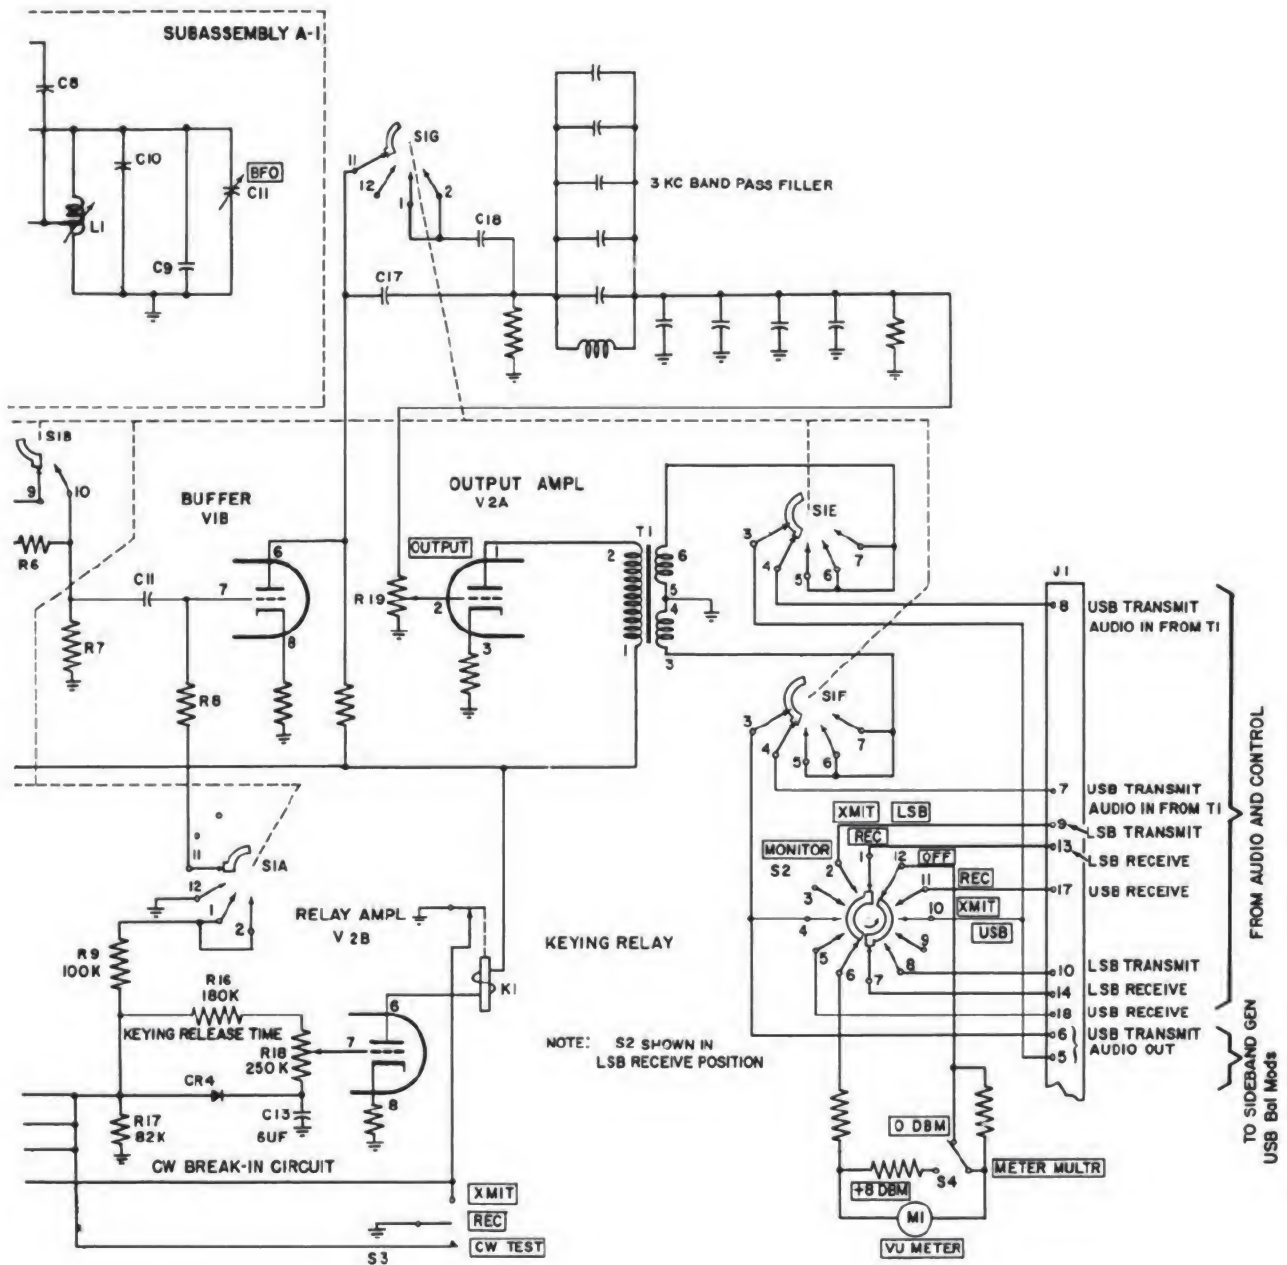 SUBASSEMBLY A-1
C8
C10
BFO
C11
L1
C9
S1G
11
12
1
2
C18
C17
3 KC BAND PASS FILLER
S1B
9
10
R6
R7
C11
BUFFER
V1B
6
7
8
R8
OUTPUT AMPL
V2A
OUTPUT
R19
1
2
3
T1
2
1
6
5
4
3
S1E
3
4
5
6
7
S1F
3
4
5
6
7
J1
8 USB TRANSMIT
AUDIO IN FROM T1
7 USB TRANSMIT
AUDIO IN FROM T1
9 LSB TRANSMIT
13 LSB RECEIVE
17 USB RECEIVE
10 LSB TRANSMIT
14 LSB RECEIVE
18 USB RECEIVE
6 USB TRANSMIT
5 AUDIO OUT
FROM AUDIO AND CONTROL
TO SIDEBAND GEN
USB Bal Mods
XMIT LSB
REC
MONITOR
S2
OFF
REC
XMIT
USB
1
2
3
4
5
6
7
8
9
10
11
12
11
S1A
12
1
2
R9
100K
R16
180K
KEYING RELEASE TIME
R18
250K
CR4
R17
82K
C13
6UF
CW BREAK-IN CIRCUIT
RELAY AMPL
V 2B
6
7
8
K1
KEYING RELAY
NOTE: S2 SHOWN IN
LSB RECEIVE POSITION
XMIT
REC
CW TEST
S3
0 DBM
+8 DBM
S4
METER MULTR
M1
VU METER